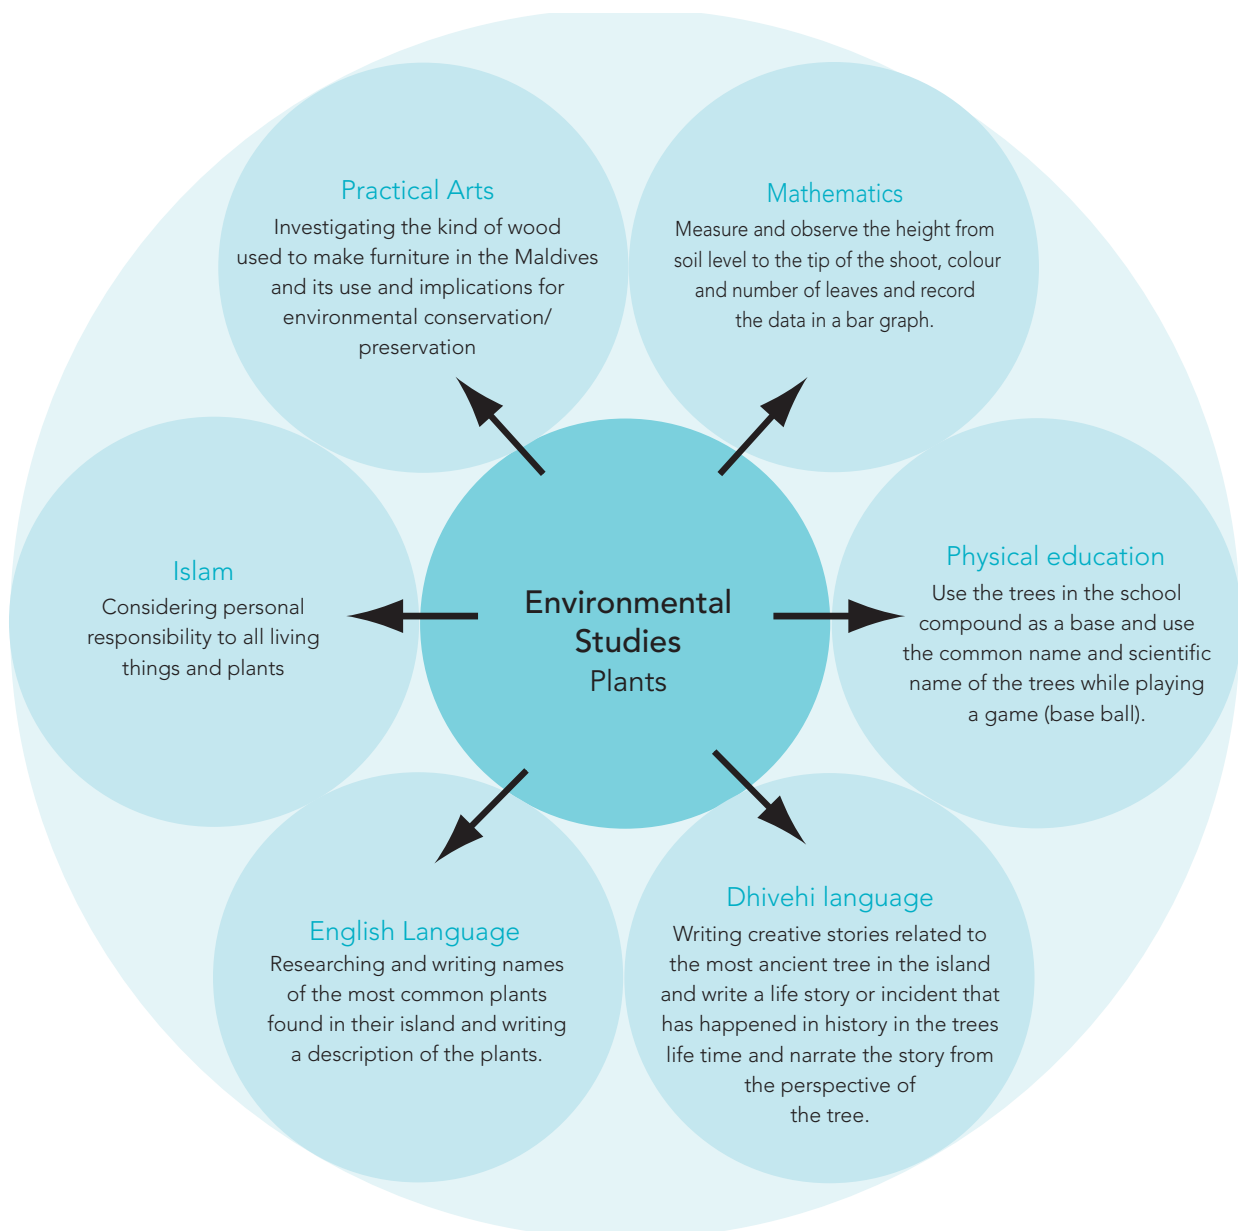 Practical Arts
Investigating the kind of wood
used to make furniture in the Maldives
and its use and implications for
environmental conservation/
preservation
Mathematics
Measure and observe the height from
soil level to the tip of the shoot, colour
and number of leaves and record
the data in a bar graph.
Islam
Considering personal
responsibility to all living
things and plants
Environmental
Studies
Plants
Physical education
Use the trees in the school
compound as a base and use
the common name and scientific
name of the trees while playing
a game (base ball).
English Language
Researching and writing names
of the most common plants
found in their island and writing
a description of the plants.
Dhivehi language
Writing creative stories related to
the most ancient tree in the island
and write a life story or incident that
has happened in history in the trees
life time and narrate the story from
the perspective of
the tree.